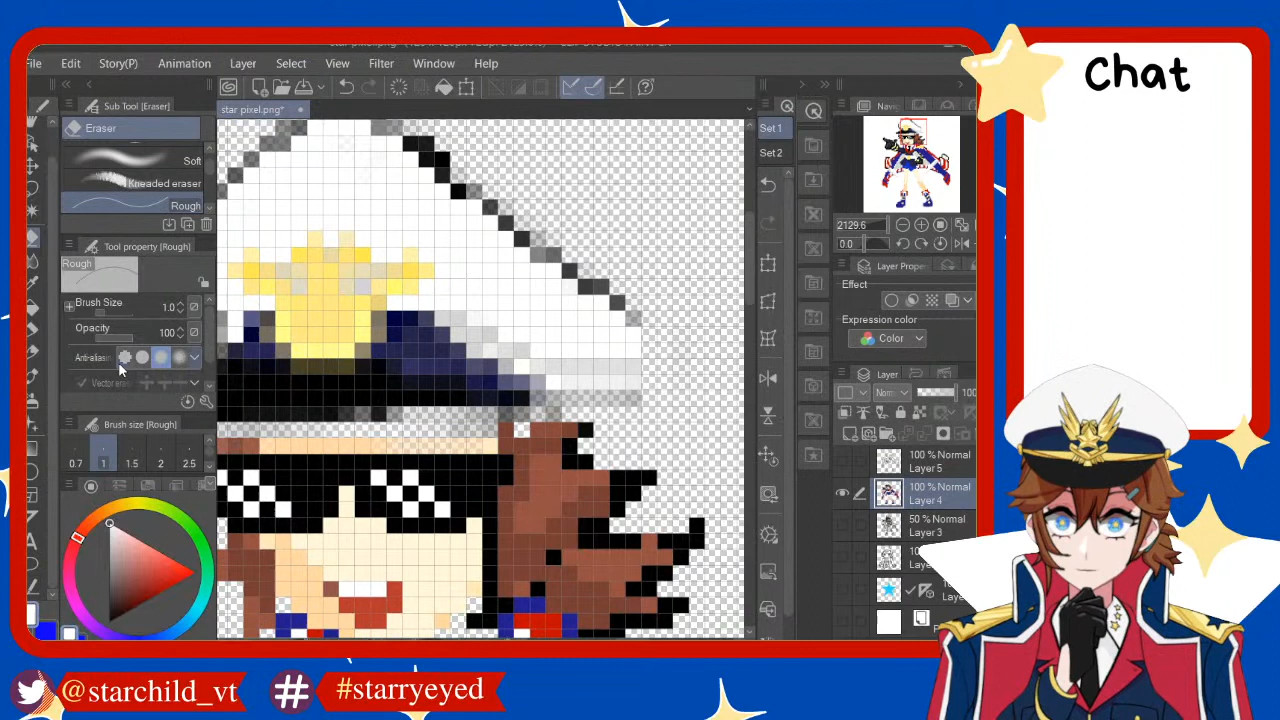 File Edit Story(P) Animation Layer Select View Filter Window Help
Sub Tool [Eraser]
star pixel.png*
Eraser
Soft
Kneaded eraser
Rough
Tool property [Rough]
Rough
Brush Size 1.0
Opacity 100
Brush size [Rough]
0.7 1 1.5 2 2.5
Set 1
Set 2
2129.6
0.0
Effect
Expression color
Color
Layer
100
100 % Normal
Layer 5
100 % Normal
Layer 4
50 % Normal
Layer 3
Chat
@starchild_vt
# #starryeyed